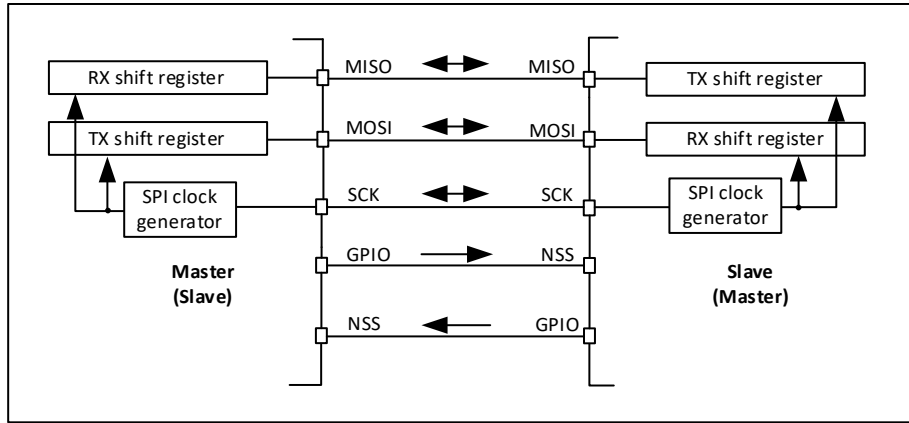 MISO MISO
RX shift register
TX shift register
MOSI MOSI
TX shift register
RX shift register
SCK SCK
SPI clock
generator
SPI clock
generator
GPIO NSS
Master
(Slave)
Slave
(Master)
NSS GPIO